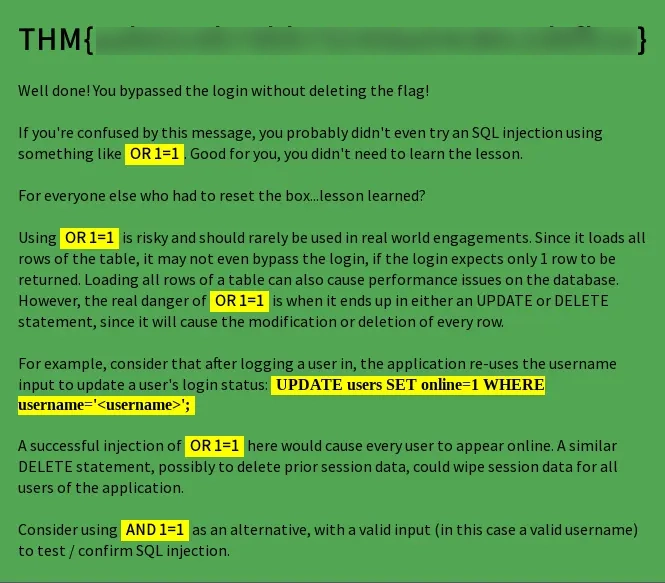 THM{ }
Well done! You bypassed the login without deleting the flag!
If you're confused by this message, you probably didn't even try an SQL injection using
something like OR 1=1 . Good for you, you didn't need to learn the lesson.
For everyone else who had to reset the box...lesson learned?
Using OR 1=1 is risky and should rarely be used in real world engagements. Since it loads all
rows of the table, it may not even bypass the login, if the login expects only 1 row to be
returned. Loading all rows of a table can also cause performance issues on the database.
However, the real danger of OR 1=1 is when it ends up in either an UPDATE or DELETE
statement, since it will cause the modification or deletion of every row.
For example, consider that after logging a user in, the application re-uses the username
input to update a user's login status: UPDATE users SET online=1 WHERE
username='<username>';
A successful injection of OR 1=1 here would cause every user to appear online. A similar
DELETE statement, possibly to delete prior session data, could wipe session data for all
users of the application.
Consider using AND 1=1 as an alternative, with a valid input (in this case a valid username)
to test / confirm SQL injection.